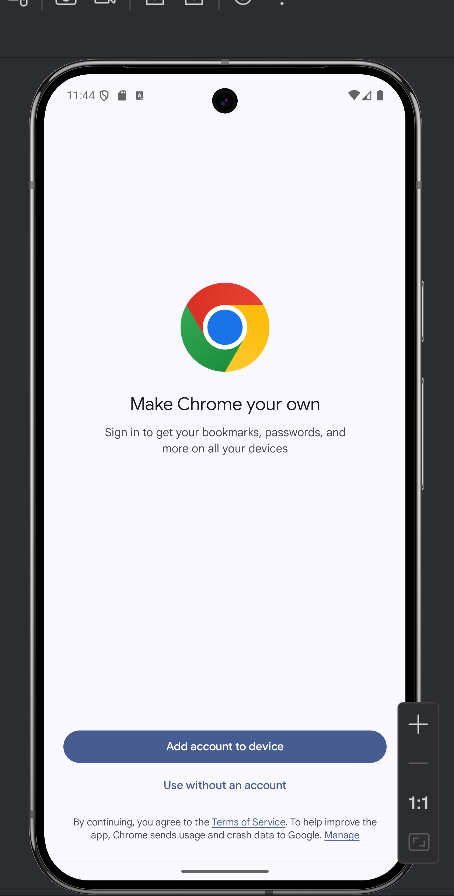 11:44
Make Chrome your own
Sign in to get your bookmarks, passwords, and
more on all your devices
Add account to device
Use without an account
By continuing, you agree to the Terms of Service. To help improve the
app, Chrome sends usage and crash data to Google. Manage
1:1